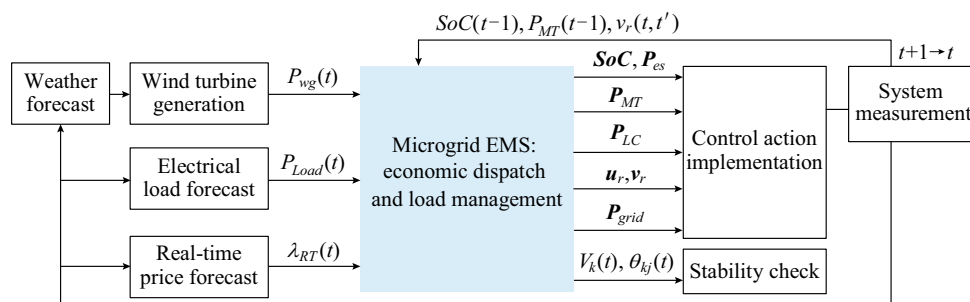 SoC(t−1), P_MT(t−1), v_r(t, t′)
t+1→t
Weather
forecast
Wind turbine
generation
P_wg(t)
SoC, P_es
P_MT
System
measurement
Electrical
load forecast
P_Load(t)
Microgrid EMS:
economic dispatch
and load management
P_LC
Control action
implementation
u_r, v_r
P_grid
Real-time
price forecast
λ_RT(t)
V_k(t), θ_kj(t)
Stability check